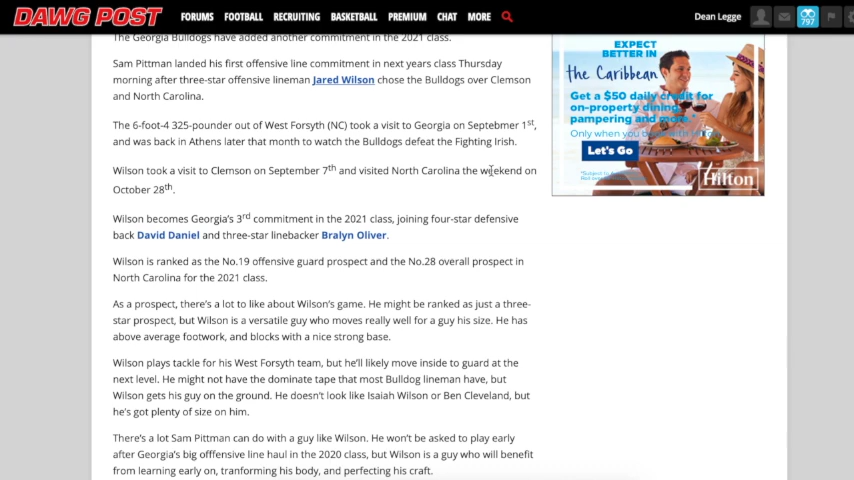 DAWG POST
FORUMS FOOTBALL RECRUITING BASKETBALL PREMIUM CHAT MORE
Dean Legge
797
The Georgia Bulldogs have added another commitment in the 2021 class.
Sam Pittman landed his first offensive line commitment in next years class Thursday
morning after three-star offensive lineman Jared Wilson chose the Bulldogs over Clemson
and North Carolina.
The 6-foot-4 325-pounder out of West Forsyth (NC) took a visit to Georgia on Septebmer 1st,
and was back in Athens later that month to watch the Bulldogs defeat the Fighting Irish.
Wilson took a visit to Clemson on September 7th and visited North Carolina the weekend on
October 28th.
Wilson becomes Georgia's 3rd commitment in the 2021 class, joining four-star defensive
back David Daniel and three-star linebacker Bralyn Oliver.
Wilson is ranked as the No.19 offensive guard prospect and the No.28 overall prospect in
North Carolina for the 2021 class.
As a prospect, there's a lot to like about Wilson's game. He might be ranked as just a three-
star prospect, but Wilson is a versatile guy who moves really well for a guy his size. He has
above average footwork, and blocks with a nice strong base.
Wilson plays tackle for his West Forsyth team, but he'll likely move inside to guard at the
next level. He might not have the dominate tape that most Bulldog lineman have, but
Wilson gets his guy on the ground. He doesn't look like Isaiah Wilson or Ben Cleveland, but
he's got plenty of size on him.
There's a lot Sam Pittman can do with a guy like Wilson. He won't be asked to play early
after Georgia's big offfensive line haul in the 2020 class, but Wilson is a guy who will benefit
from learning early on, tranforming his body, and perfecting his craft.
EXPECT
BETTER IN
the Caribbean
Get a $50 daily credit for
on-property dining,
pampering and more.*
Only when you
Let's Go
Hilton